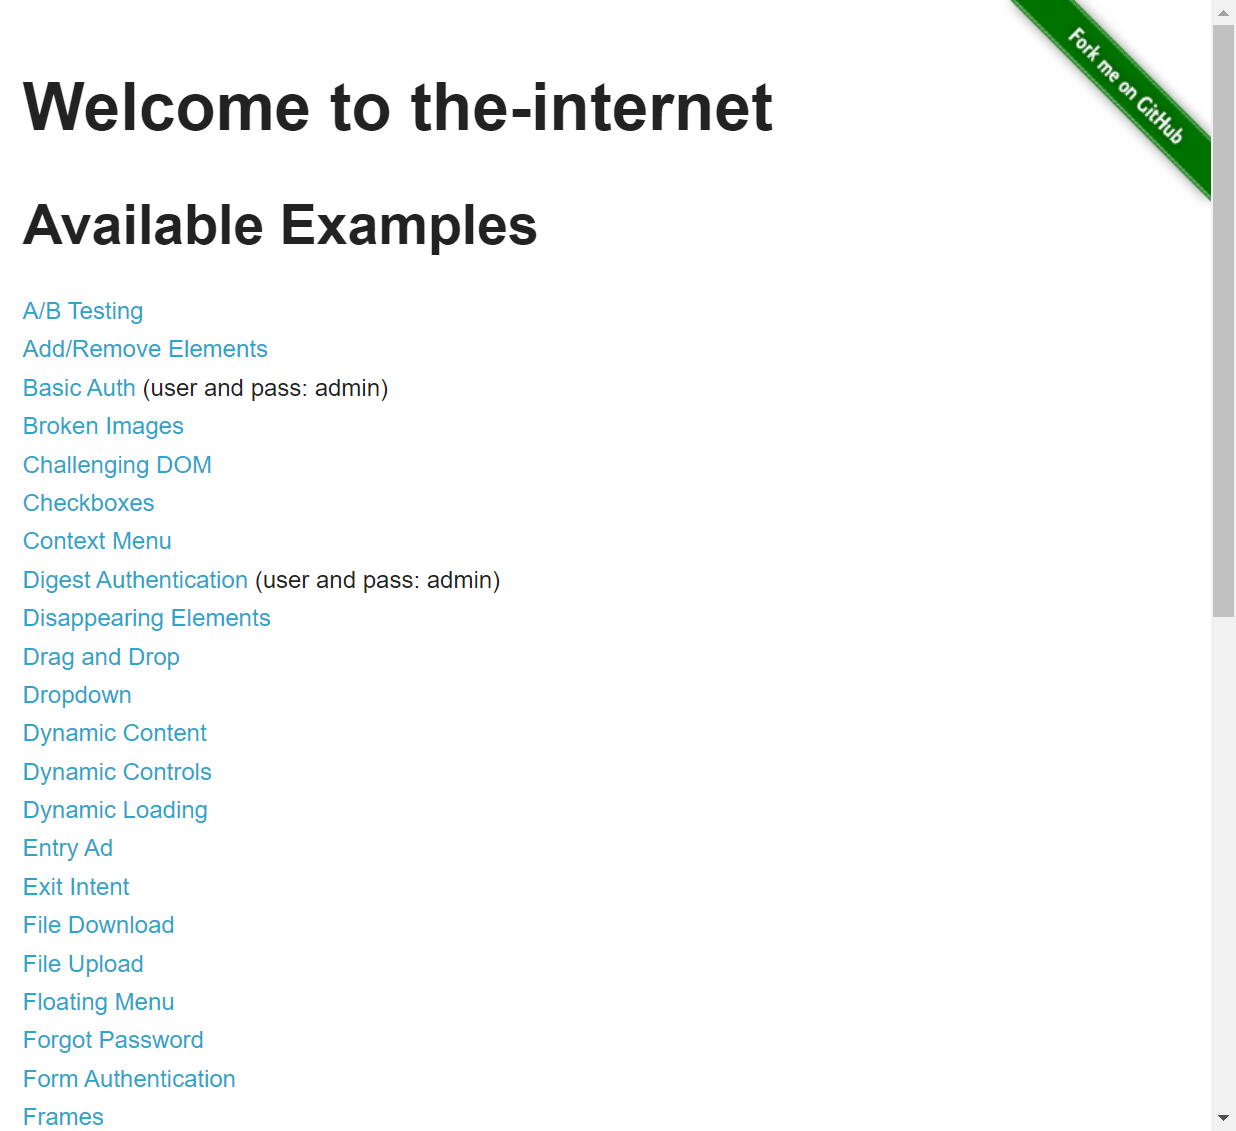 Fork me on GitHub
Welcome to the-internet
Available Examples
A/B Testing
Add/Remove Elements
Basic Auth (user and pass: admin)
Broken Images
Challenging DOM
Checkboxes
Context Menu
Digest Authentication (user and pass: admin)
Disappearing Elements
Drag and Drop
Dropdown
Dynamic Content
Dynamic Controls
Dynamic Loading
Entry Ad
Exit Intent
File Download
File Upload
Floating Menu
Forgot Password
Form Authentication
Frames